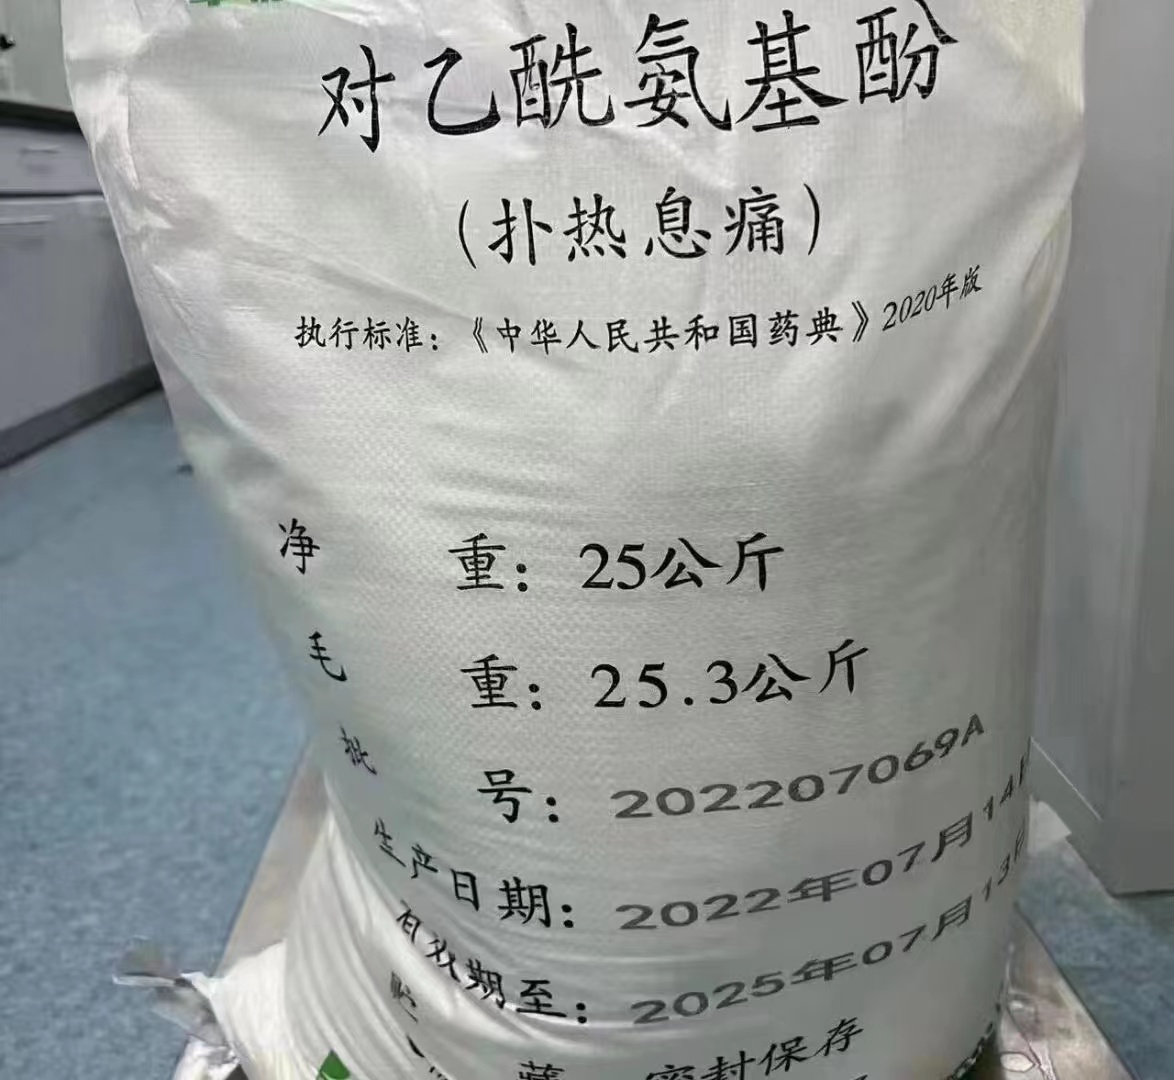 对乙酰氨基酚
(扑热息痛)
执行标准：《中华人民共和国药典》2020年版
净 重：25公斤
毛 重：25.3公斤
批 号：202207069A
生产日期：2022年07月14日
有效期至：2025年07月13日
贮 藏 密封保存